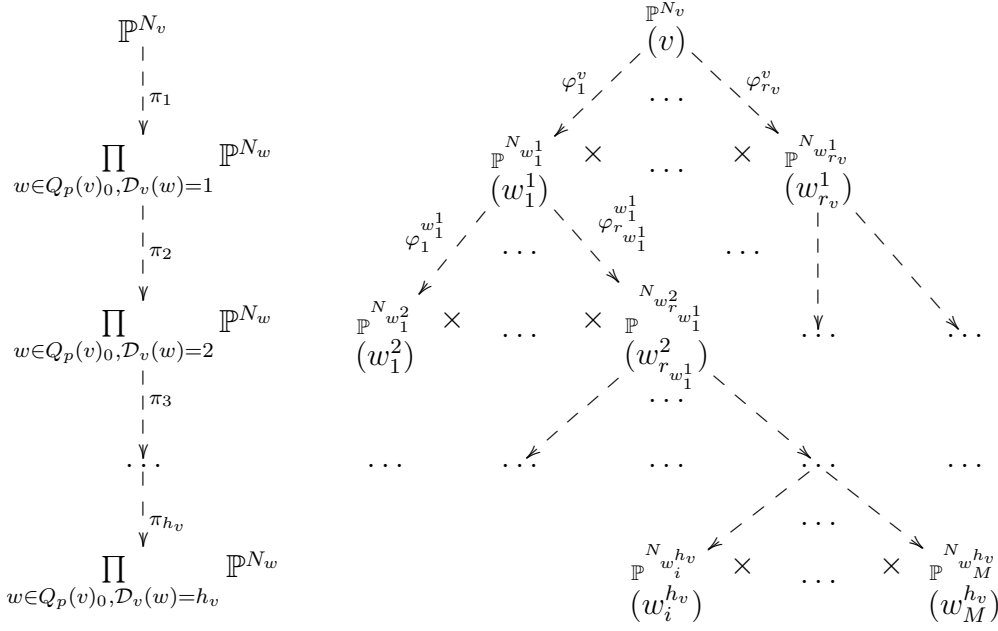 ℙ^{N_v}
π_1
∏_{w∈Q_p(v)_0, 𝒟_v(w)=1} ℙ^{N_w}
π_2
∏_{w∈Q_p(v)_0, 𝒟_v(w)=2} ℙ^{N_w}
π_3
...
π_{h_v}
∏_{w∈Q_p(v)_0, 𝒟_v(w)=h_v} ℙ^{N_w}
ℙ^{N_v}
(v)
φ_1^v ... φ_{r_v}^v
ℙ^{N_{w_1^1}} × ... × ℙ^{N_{w_{r_v}^1}}
(w_1^1) (w_{r_v}^1)
φ_1^{w_1^1} ... φ_{r_{w_1^1}}^{w_1^1} ...
ℙ^{N_{w_1^2}} × ... × ℙ^{N_{w_{r_{w_1^1}}^2}} ... ...
(w_1^2) (w_{r_{w_1^1}}^2)
...
... ... ... ... ...
...
ℙ^{N_{w_i^{h_v}}} × ... × ℙ^{N_{w_M^{h_v}}}
(w_i^{h_v}) (w_M^{h_v})